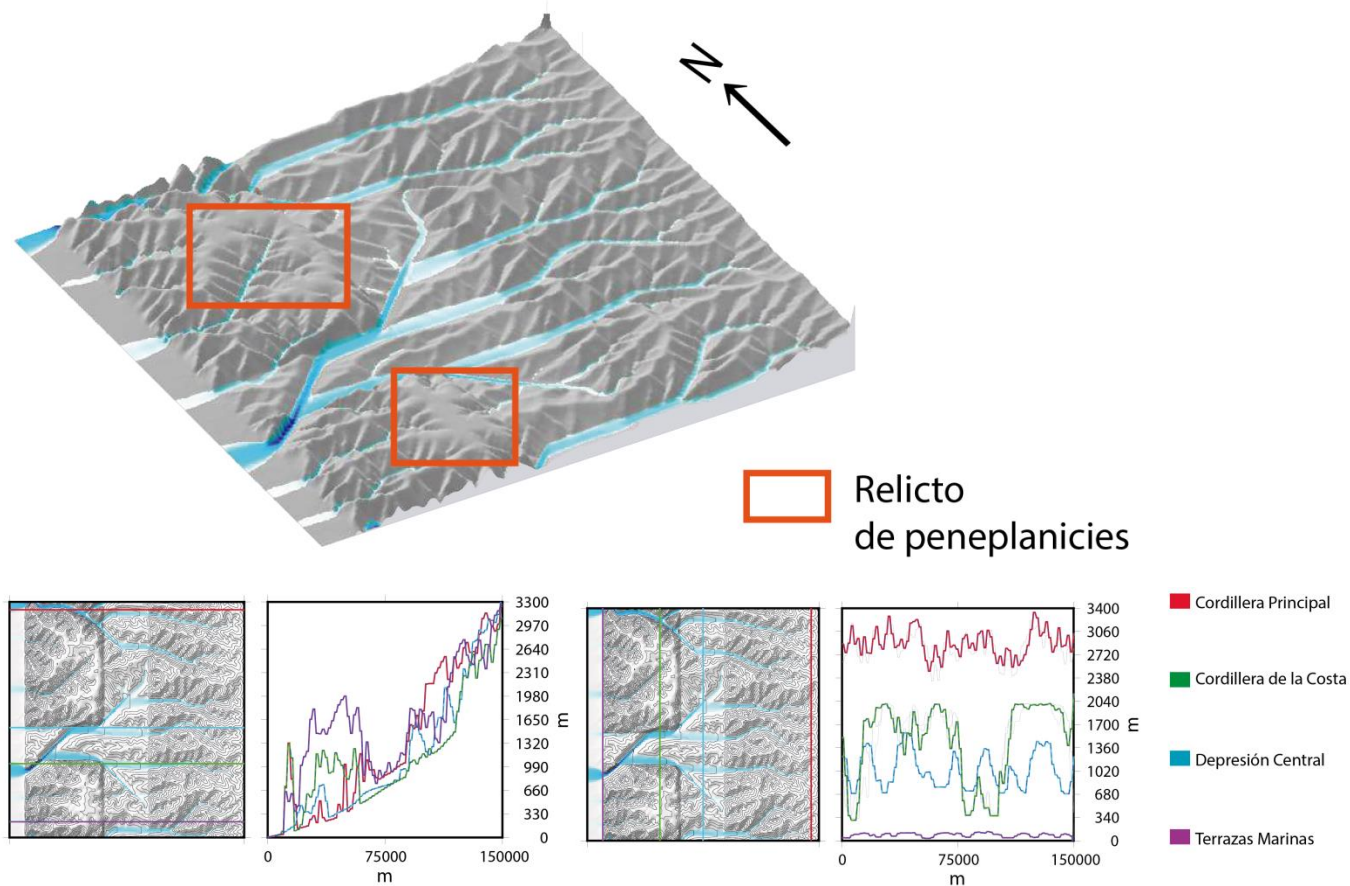 N
Relicto
de peneplanicies
3300
2970
2640
2310
1980
1650
1320
990
660
330
0
m
0 75000 150000
m
3400
3060
2720
2380
2040
1700
1360
1020
680
340
0
m
0 75000 150000
m
Cordillera Principal
Cordillera de la Costa
Depresión Central
Terrazas Marinas